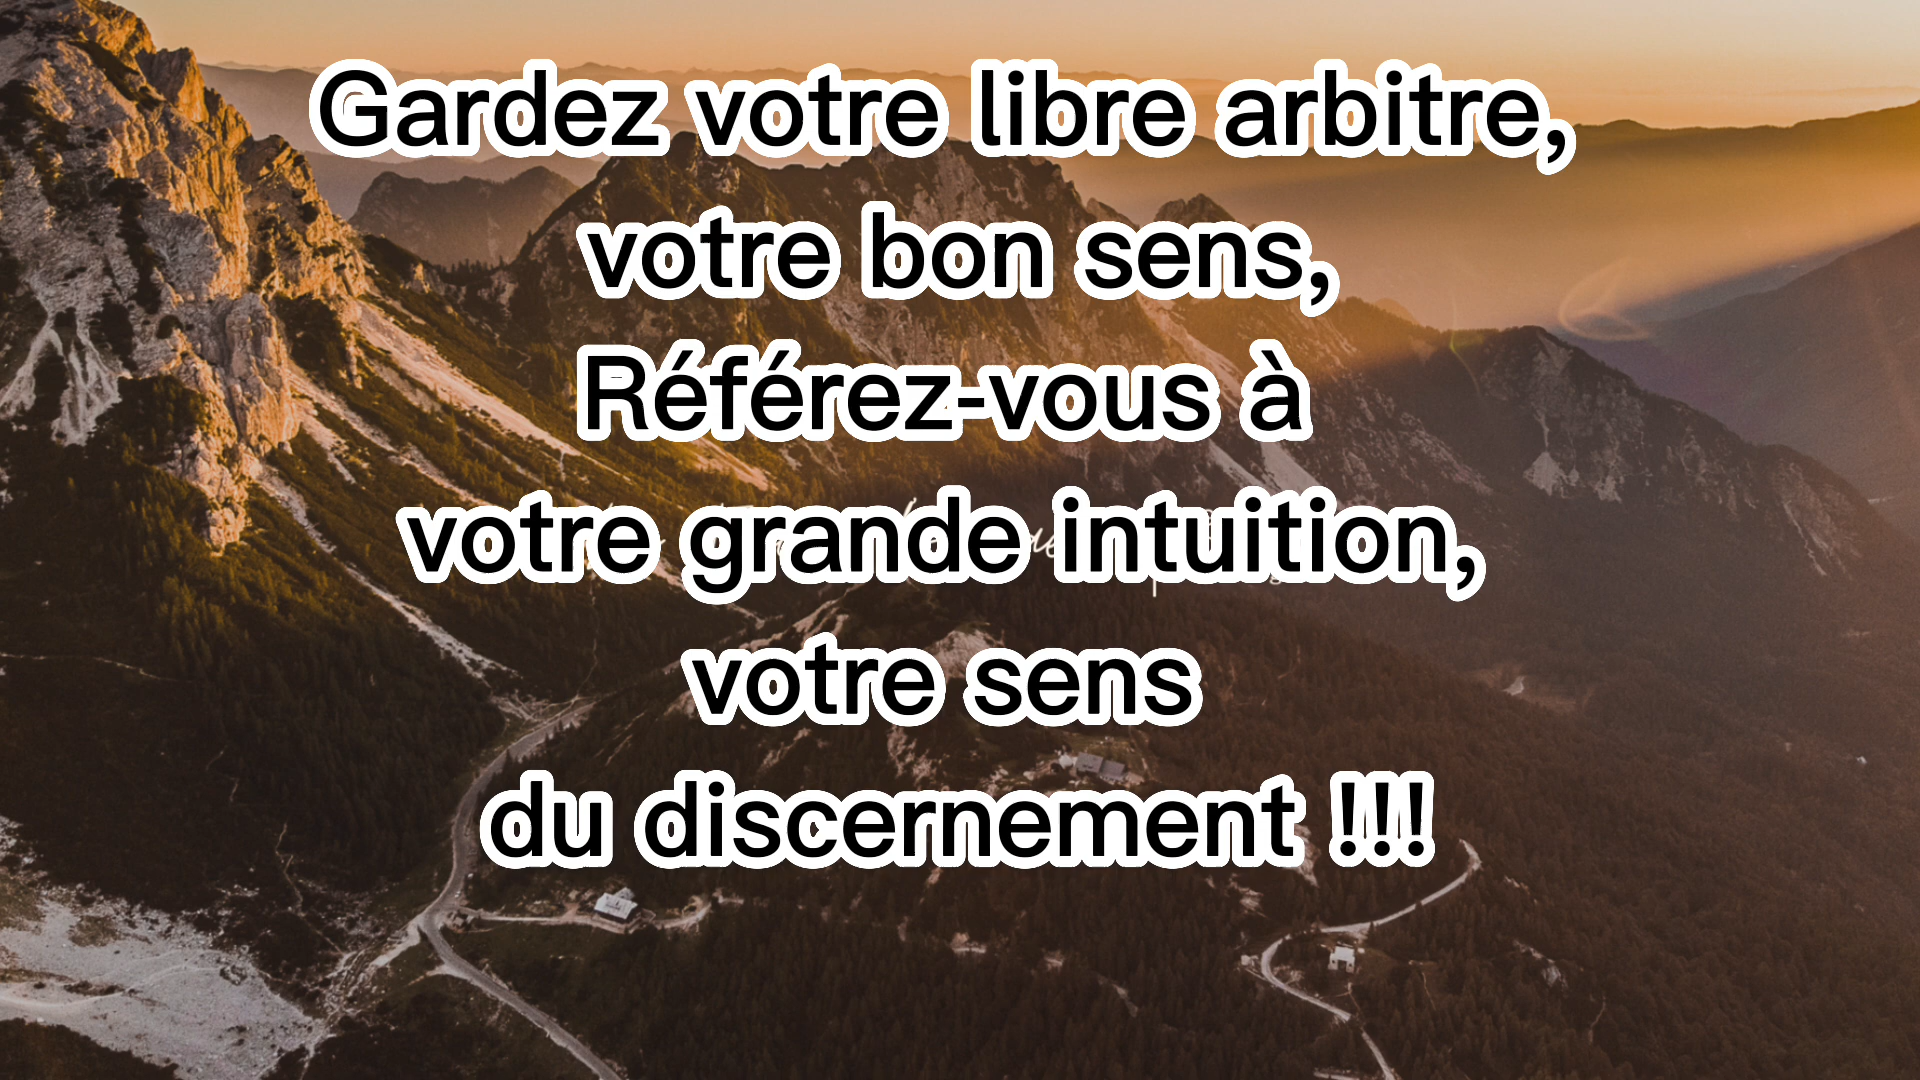 Gardez votre libre arbitre,
votre bon sens,
Référez-vous à
votre grande intuition,
votre sens
du discernement !!!